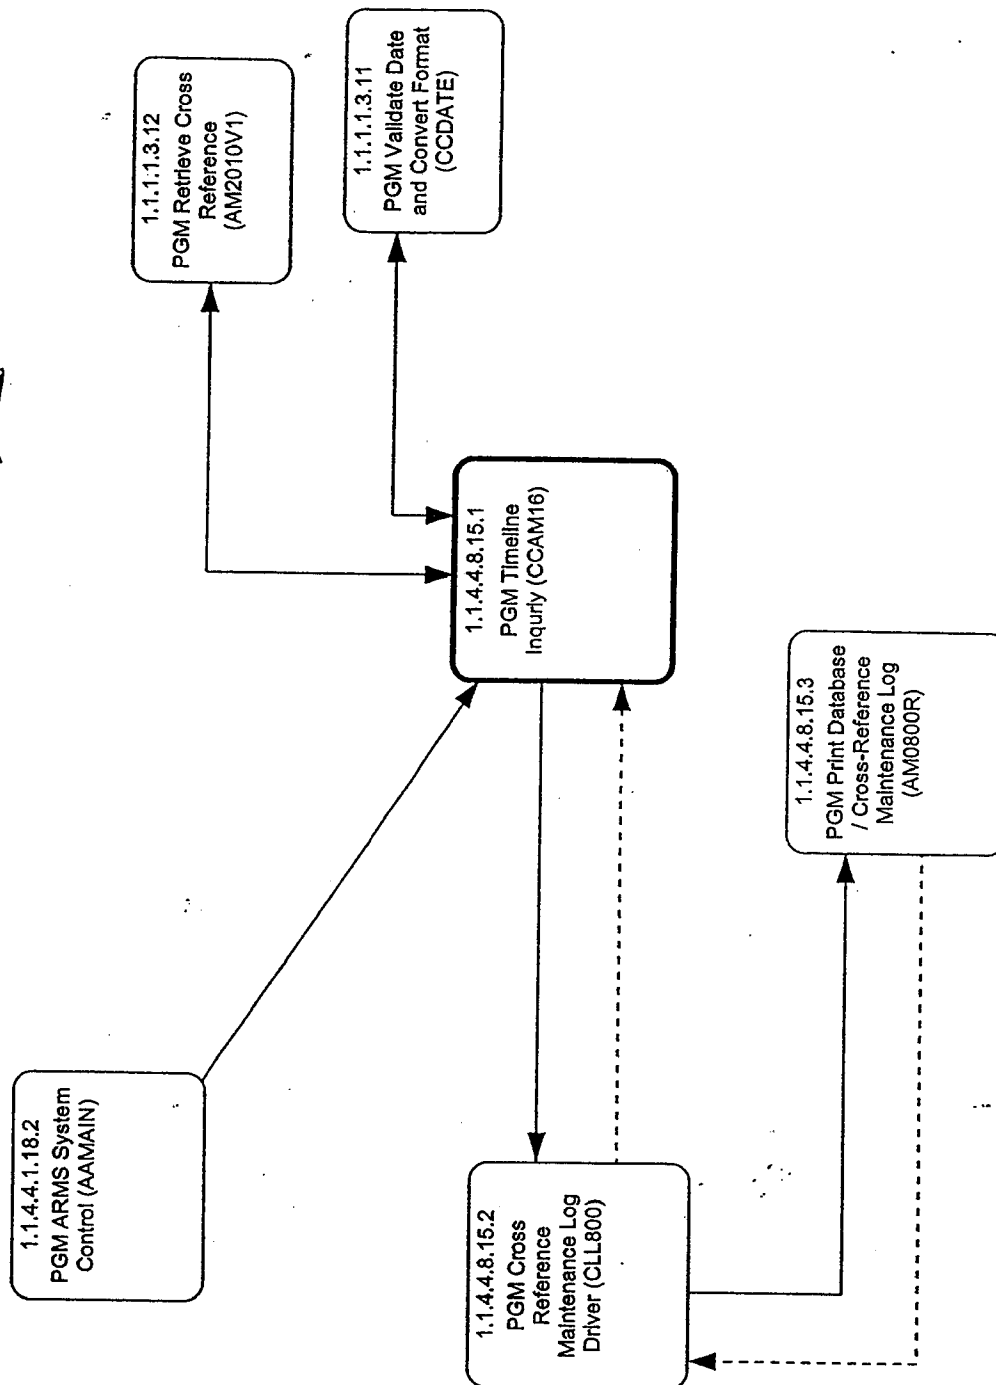 1.1.4.4.1.18.2
PGM ARMS System
Control (AAMAIN)
1.1.4.4.8.15.2
PGM Cross
Reference
Maintenance Log
Driver (CLL800)
1.1.4.4.8.15.1
PGM Timeline
Inqurly (CCAM16)
1.1.4.4.8.15.3
PGM Print Database
/ Cross-Reference
Maintenance Log
(AM0800R)
1.1.1.1.3.12
PGM Retrieve Cross
Reference
(AM2010V1)
1.1.1.1.3.11
PGM Validate Date
and Convert Format
(CCDATE)